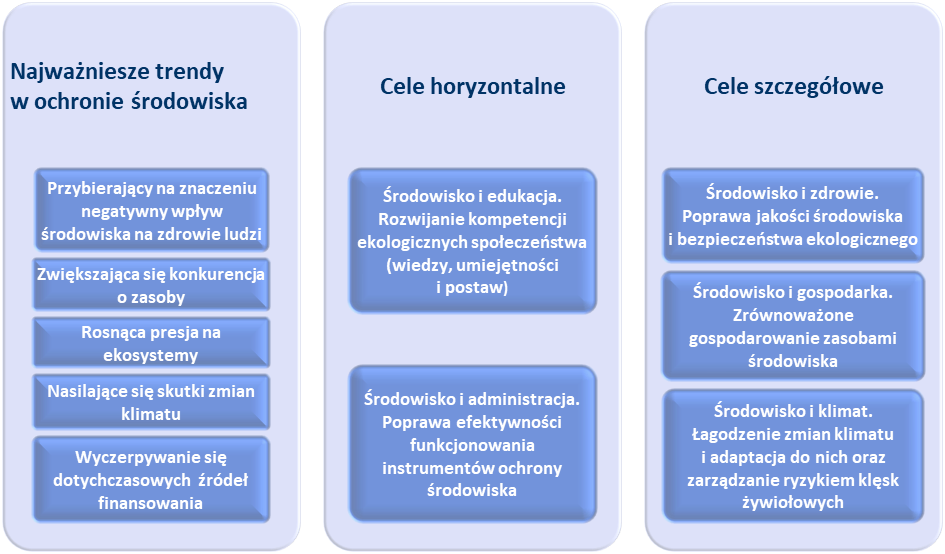 Najważniesze trendy
w ochronie środowiska
Przybierający na znaczeniu
negatywny wpływ
środowiska na zdrowie ludzi
Zwiększająca się konkurencja
o zasoby
Rosnąca presja na
ekosystemy
Nasilające się skutki zmian
klimatu
Wyczerpywanie się
dotychczasowych źródeł
finansowania
Cele horyzontalne
Środowisko i edukacja.
Rozwijanie kompetencji
ekologicznych społeczeństwa
(wiedzy, umiejętności
i postaw)
Środowisko i administracja.
Poprawa efektywności
funkcjonowania
instrumentów ochrony
środowiska
Cele szczegółowe
Środowisko i zdrowie.
Poprawa jakości środowiska
i bezpieczeństwa ekologicznego
Środowisko i gospodarka.
Zrównoważone
gospodarowanie zasobami
środowiska
Środowisko i klimat.
Łagodzenie zmian klimatu
i adaptacja do nich oraz
zarządzanie ryzykiem klęsk
żywiołowych